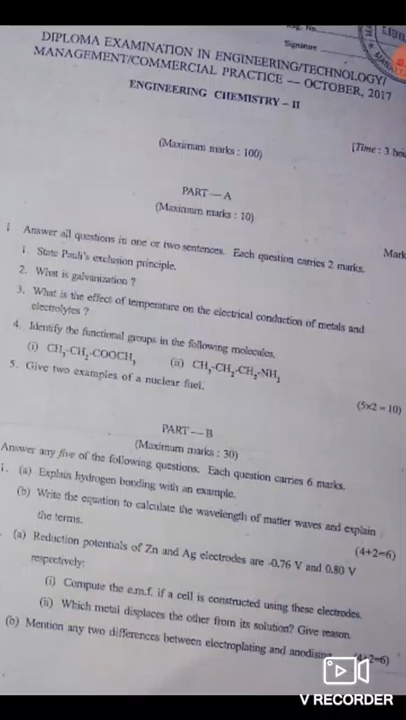 Reg. No.
Signature
DIPLOMA EXAMINATION IN ENGINEERING/TECHNOLOGY/
MANAGEMENT/COMMERCIAL PRACTICE — OCTOBER, 2017
ENGINEERING CHEMISTRY – II
(Maximum marks : 100)
[Time : 3 hou
PART — A
(Maximum marks : 10)
Mark
I Answer all questions in one or two sentences. Each question carries 2 marks.
1. State Pauli's exclusion principle.
2. What is galvanization ?
3. What is the effect of temperature on the electrical conduction of metals and
electrolytes ?
4. Identify the functional groups in the following molecules.
(i) CH₃-CH₂-COOCH₃ (ii) CH₃-CH₂-CH₂-NH₂
5. Give two examples of a nuclear fuel.
(5x2 = 10)
PART — B
(Maximum marks : 30)
Answer any five of the following questions. Each question carries 6 marks.
1. (a) Explain hydrogen bonding with an example.
(b) Write the equation to calculate the wavelength of matter waves and explain
the terms.
(4+2=6)
(a) Reduction potentials of Zn and Ag electrodes are -0.76 V and 0.80 V
respectively:
(i) Compute the e.m.f. if a cell is constructed using these electrodes.
(ii) Which metal displaces the other from its solution? Give reason.
(b) Mention any two differences between electroplating and anodising.
(4+2=6)
V RECORDER